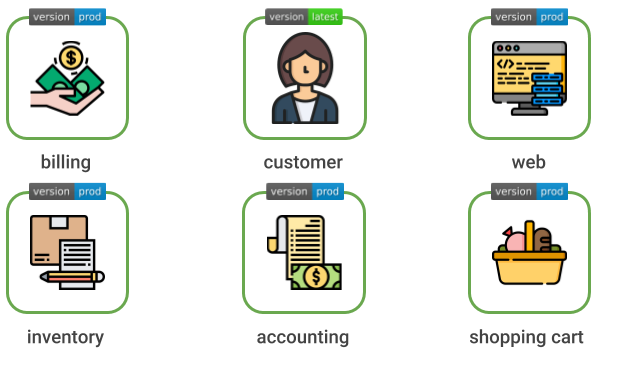 version prod
version latest
version prod
billing
customer
web
version prod
version prod
version prod
inventory
accounting
shopping cart